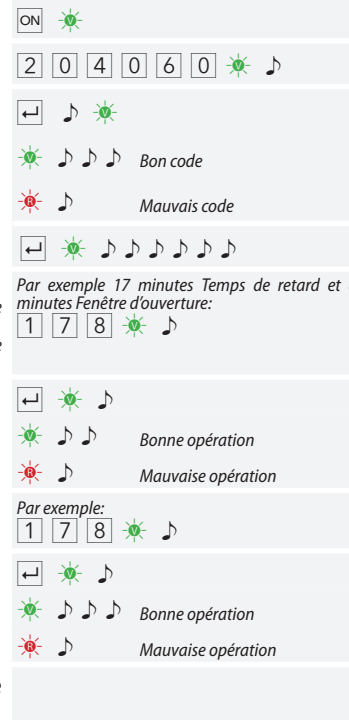 ON V
2 0 4 0 6 0 V ♪
↵ ♪ V
V ♪ ♪ ♪ Bon code
R ♪ Mauvais code
↵ V ♪ ♪ ♪ ♪ ♪ ♪
Par exemple 17 minutes Temps de retard et
minutes Fenêtre d'ouverture:
1 7 8 V ♪
↵ V ♪
V ♪ ♪ Bonne opération
R ♪ Mauvaise opération
Par exemple:
1 7 8 V ♪
↵ V ♪
V ♪ ♪ ♪ Bonne opération
R ♪ Mauvaise opération